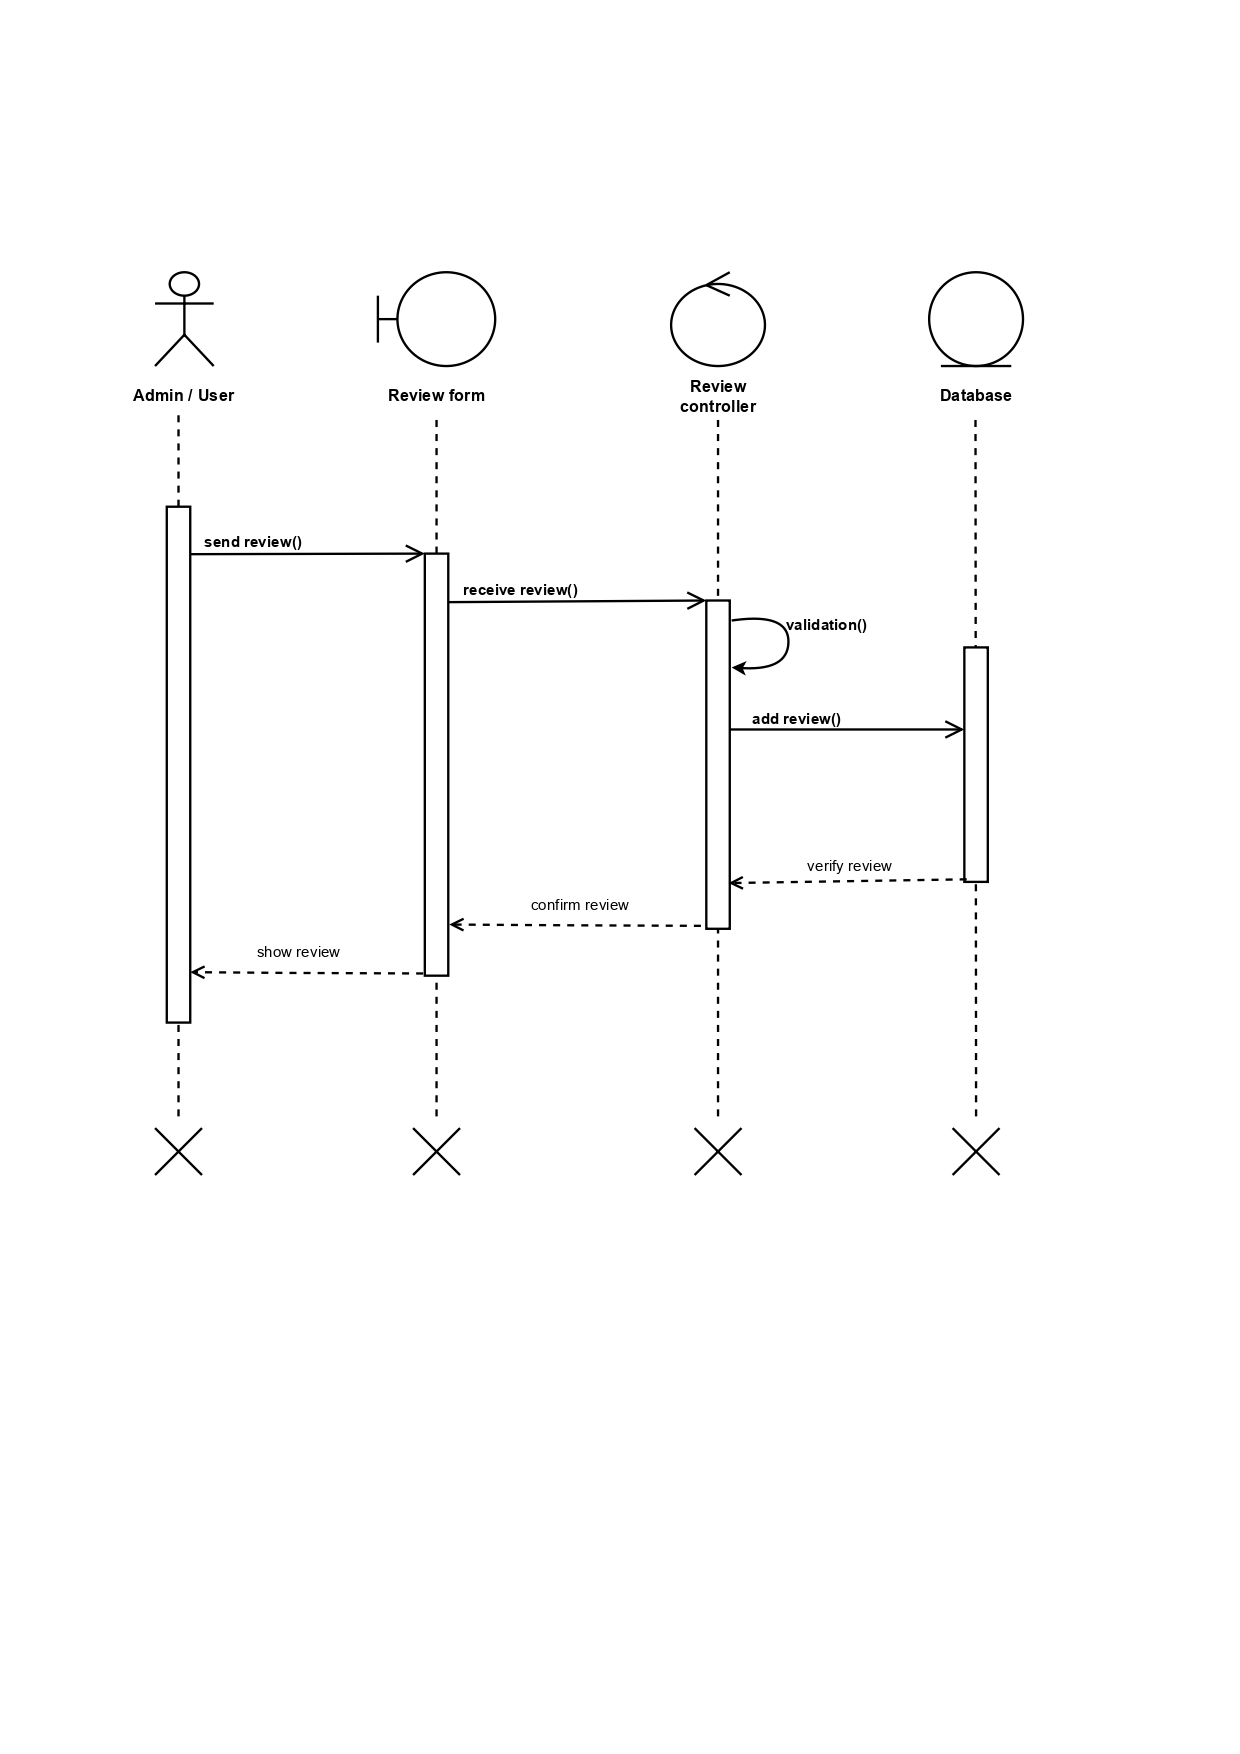 Admin / User
Review form
Review
controller
Database
send review()
receive review()
validation()
add review()
verify review
confirm review
show review